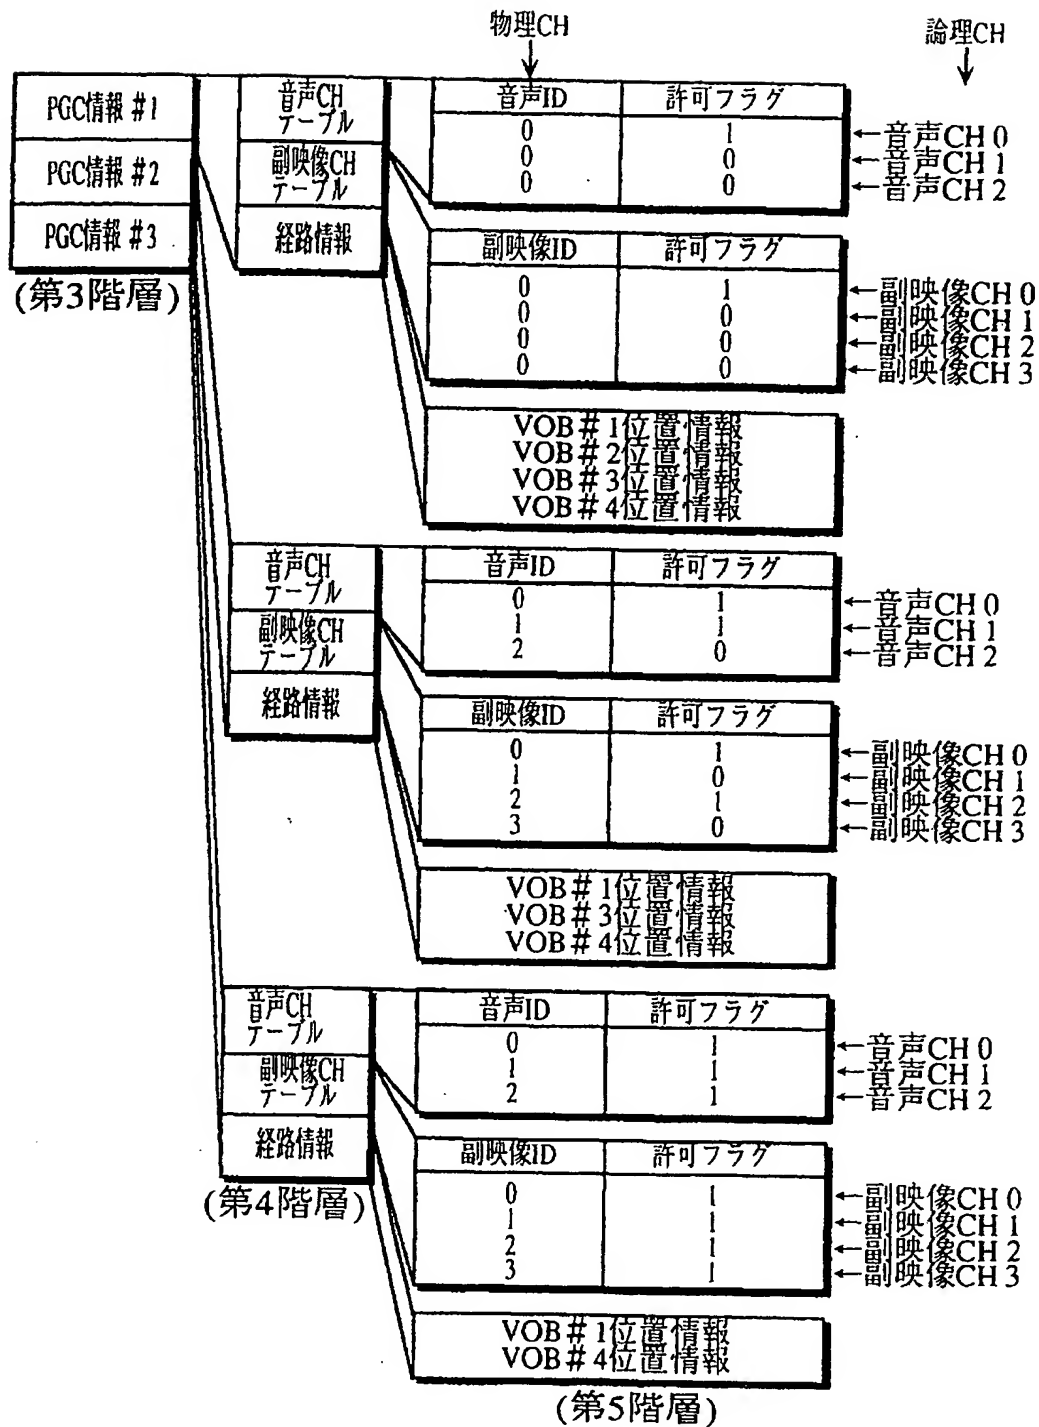 物理CH
論理CH
PGC情報 #1
PGC情報 #2
PGC情報 #3
(第3階層)
音声CH
テーブル
副映像CH
テーブル
経路情報
音声ID 許可フラグ
0 1 ←音声CH 0
0 0 ←音声CH 1
0 0 ←音声CH 2
副映像ID 許可フラグ
0 1 ←副映像CH 0
0 0 ←副映像CH 1
0 0 ←副映像CH 2
0 0 ←副映像CH 3
VOB#1位置情報
VOB#2位置情報
VOB#3位置情報
VOB#4位置情報
音声CH
テーブル
副映像CH
テーブル
経路情報
音声ID 許可フラグ
0 1 ←音声CH 0
1 1 ←音声CH 1
2 0 ←音声CH 2
副映像ID 許可フラグ
0 1 ←副映像CH 0
1 0 ←副映像CH 1
2 1 ←副映像CH 2
3 0 ←副映像CH 3
VOB#1位置情報
VOB#3位置情報
VOB#4位置情報
音声CH
テーブル
副映像CH
テーブル
経路情報
(第4階層)
音声ID 許可フラグ
0 1 ←音声CH 0
1 1 ←音声CH 1
2 1 ←音声CH 2
副映像ID 許可フラグ
0 1 ←副映像CH 0
1 1 ←副映像CH 1
2 1 ←副映像CH 2
3 1 ←副映像CH 3
VOB#1位置情報
VOB#4位置情報
(第5階層)